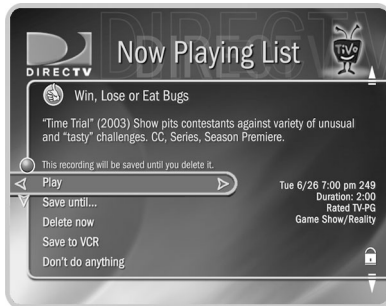 DIRECTV
DIRECTV
Now Playing List
TiVo
Win, Lose or Eat Bugs
“Time Trial” (2003) Show pits contestants against variety of unusual
and “tasty” challenges. CC, Series, Season Premiere.
This recording will be saved until you delete it.
Play
Save until...
Delete now
Save to VCR
Don't do anything
Tue 6/26 7:00 pm 249
Duration: 2:00
Rated TV-PG
Game Show/Reality